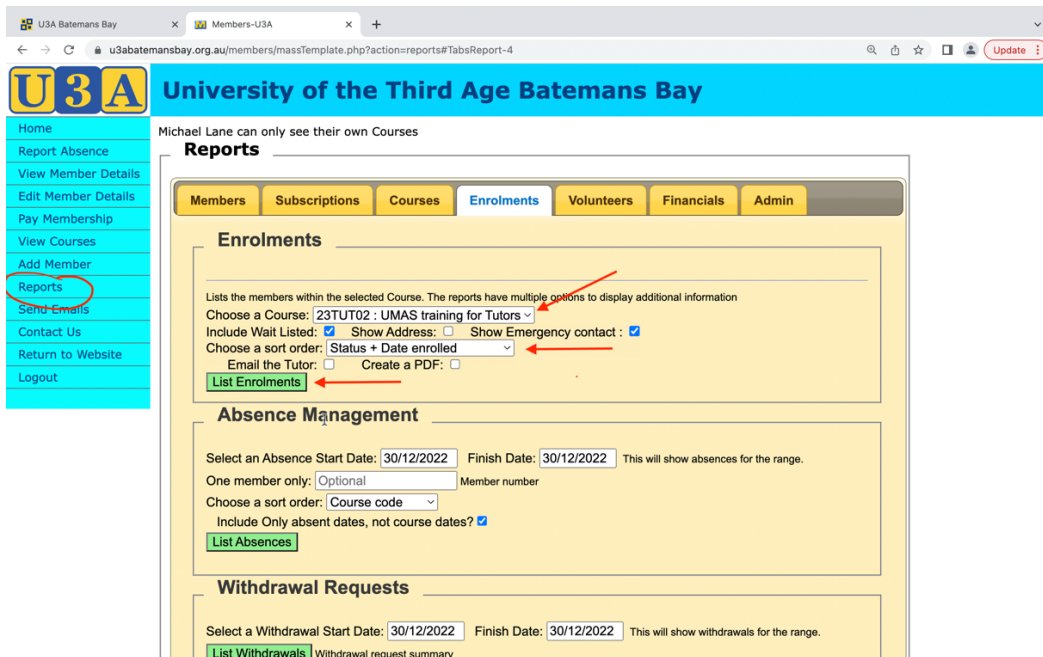 U3A Batemans Bay
Members-U3A
u3abatemansbay.org.au/members/massTemplate.php?action=reports#TabsReport-4
Update
U3A
University of the Third Age Batemans Bay
Home
Report Absence
View Member Details
Edit Member Details
Pay Membership
View Courses
Add Member
Reports
Send Emails
Contact Us
Return to Website
Logout
Michael Lane can only see their own Courses
Reports
Members Subscriptions Courses Enrolments Volunteers Financials Admin
Enrolments
Lists the members within the selected Course. The reports have multiple options to display additional information
Choose a Course: 23TUT02 : UMAS training for Tutors
Include Wait Listed: Show Address: Show Emergency contact :
Choose a sort order: Status + Date enrolled
Email the Tutor: Create a PDF:
List Enrolments
Absence Management
Select an Absence Start Date: 30/12/2022 Finish Date: 30/12/2022 This will show absences for the range.
One member only: Optional Member number
Choose a sort order: Course code
Include Only absent dates, not course dates?
List Absences
Withdrawal Requests
Select a Withdrawal Start Date: 30/12/2022 Finish Date: 30/12/2022 This will show withdrawals for the range.
List Withdrawals Withdrawal request summary